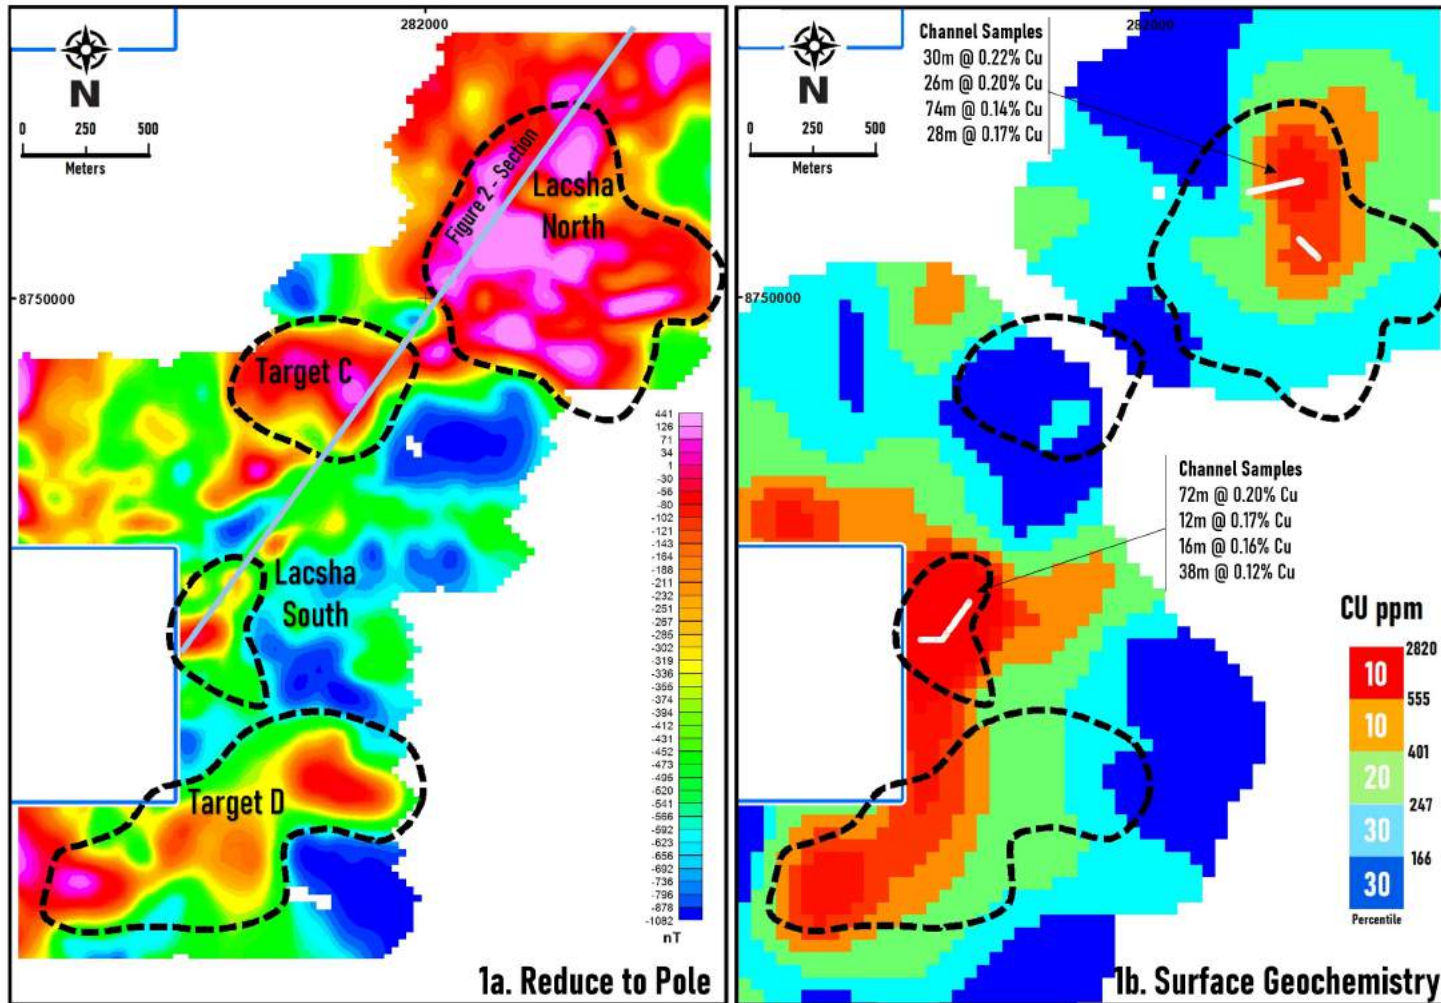 282000
N
0 250 500
Meters
Figure 2 - Section
Lacsha
North
8750000
Target C
Lacsha
South
Target D
441
126
71
34
1
-30
-56
-80
-102
-121
-143
-164
-188
-211
-232
-251
-267
-285
-302
-319
-336
-356
-374
-394
-412
-431
-452
-473
-496
-520
-541
-566
-592
-623
-656
-692
-736
-796
-878
-1082
nT
1a. Reduce to Pole
282000
N
0 250 500
Meters
Channel Samples
30m @ 0.22% Cu
26m @ 0.20% Cu
74m @ 0.14% Cu
28m @ 0.17% Cu
8750000
Channel Samples
72m @ 0.20% Cu
12m @ 0.17% Cu
16m @ 0.16% Cu
38m @ 0.12% Cu
CU ppm
2820
10
555
10
401
20
247
30
166
30
Percentile
1b. Surface Geochemistry